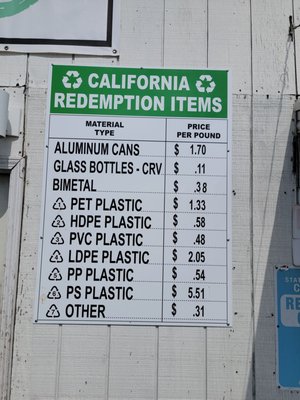 CALIFORNIA
REDEMPTION ITEMS
MATERIAL TYPE
PRICE PER POUND
ALUMINUM CANS $ 1.70
GLASS BOTTLES - CRV $ .11
BIMETAL $ .38
PET PLASTIC $ 1.33
HDPE PLASTIC $ .58
PVC PLASTIC $ .48
LDPE PLASTIC $ 2.05
PP PLASTIC $ .54
PS PLASTIC $ 5.51
OTHER $ .31